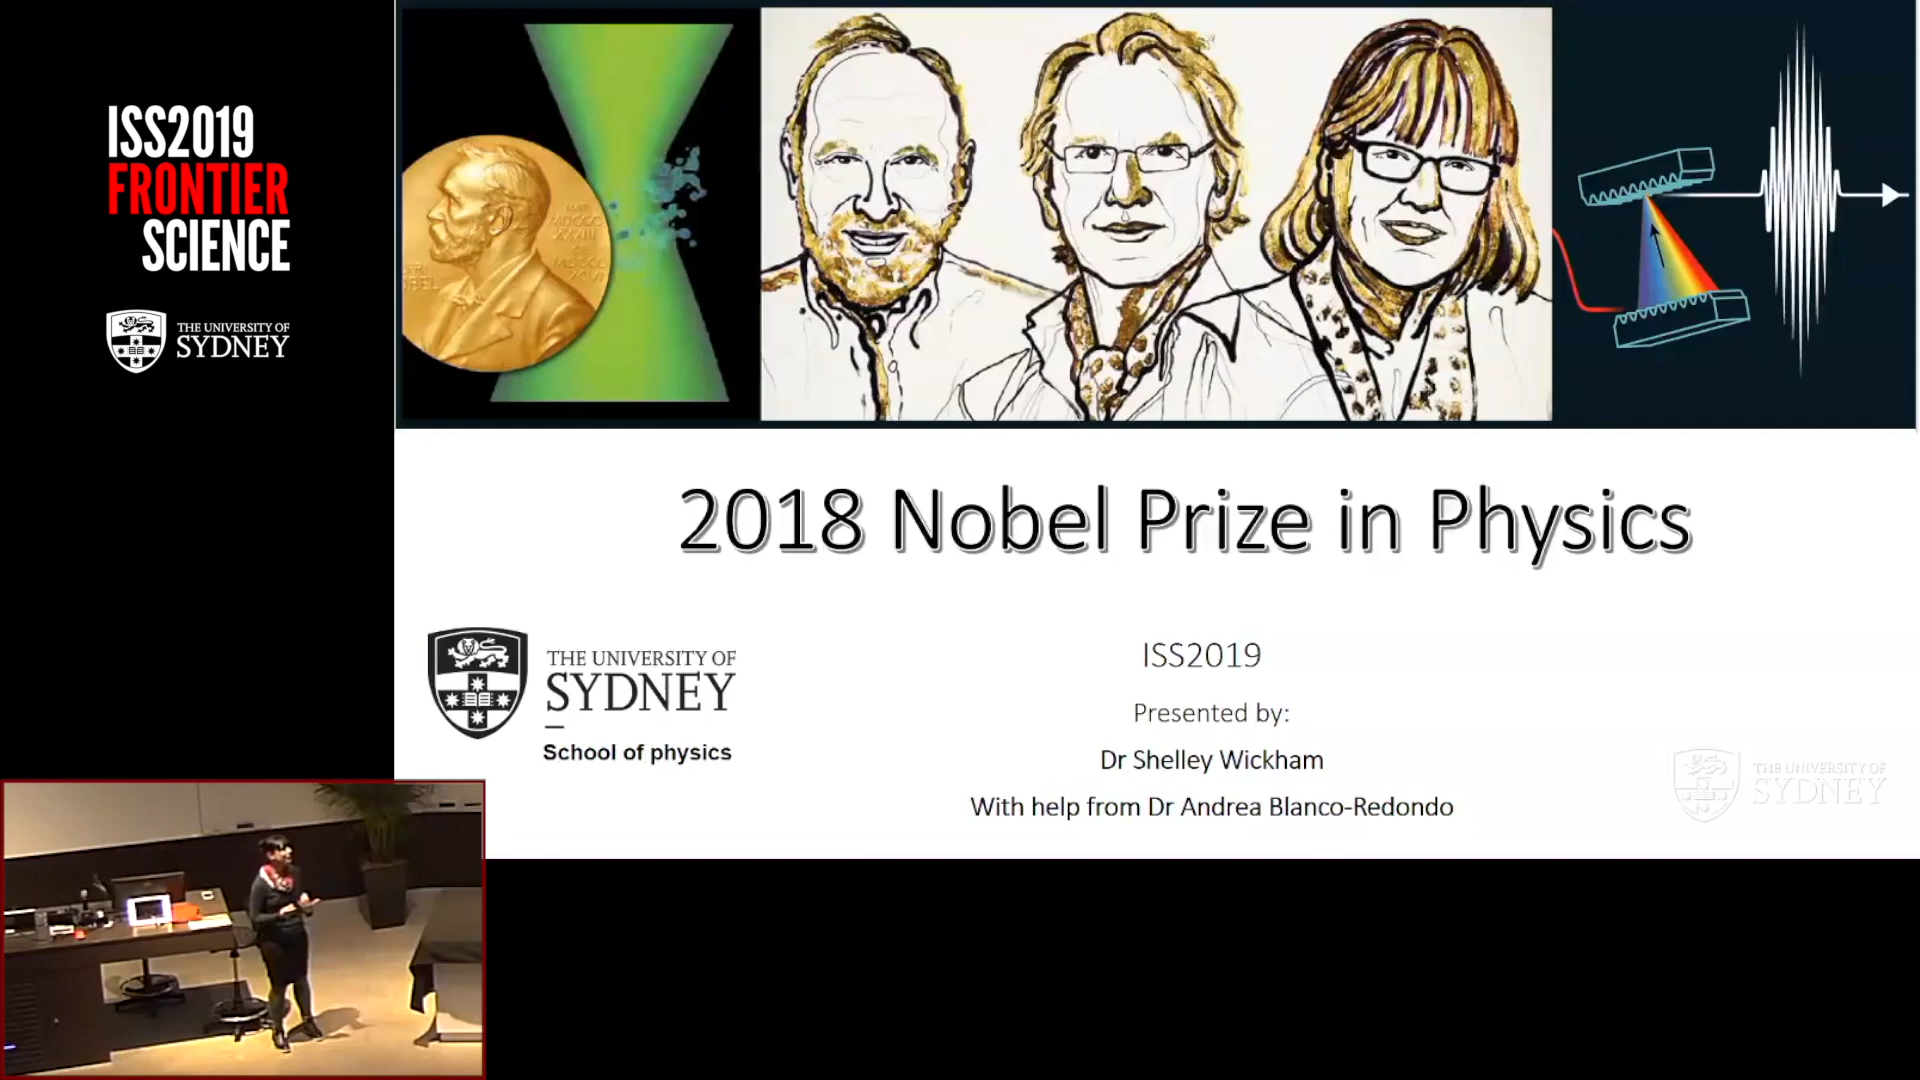 ISS2019
FRONTIER
SCIENCE
THE UNIVERSITY OF
SYDNEY
2018 Nobel Prize in Physics
THE UNIVERSITY OF
SYDNEY
School of physics
ISS2019
Presented by:
Dr Shelley Wickham
With help from Dr Andrea Blanco-Redondo
THE UNIVERSITY OF
SYDNEY